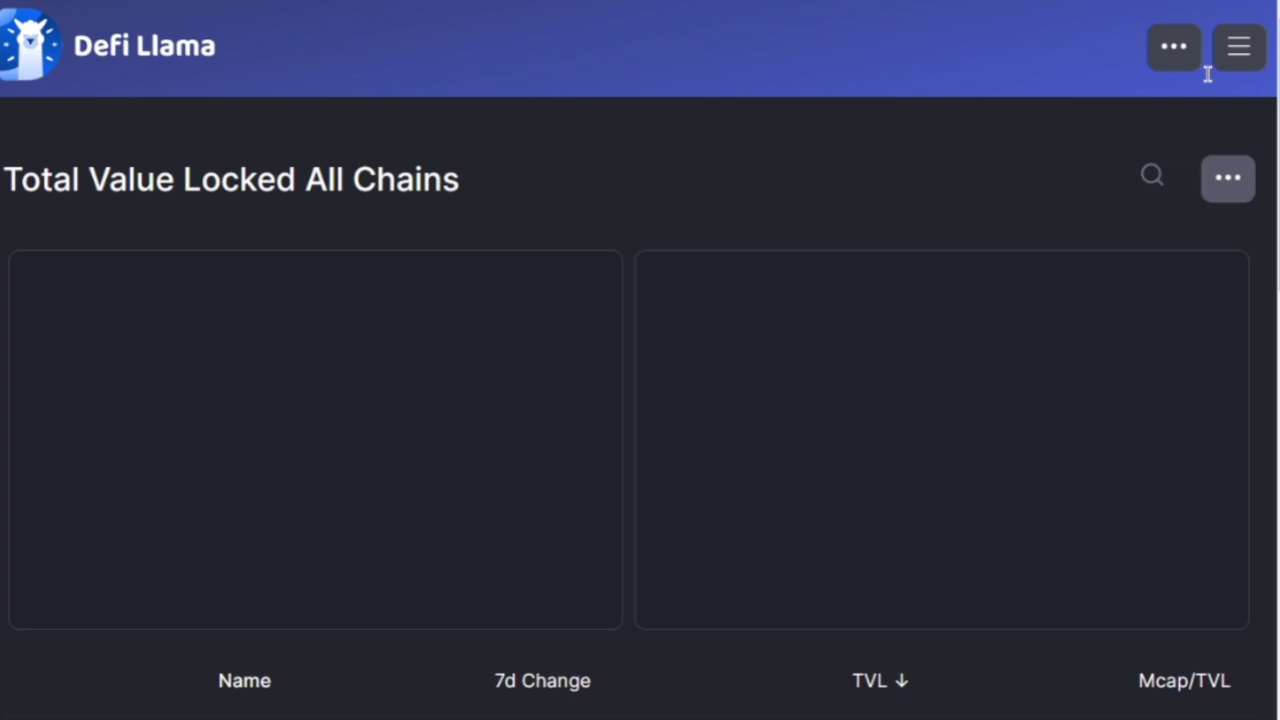 Defi Llama
Total Value Locked All Chains
Name 7d Change TVL ↓ Mcap/TVL